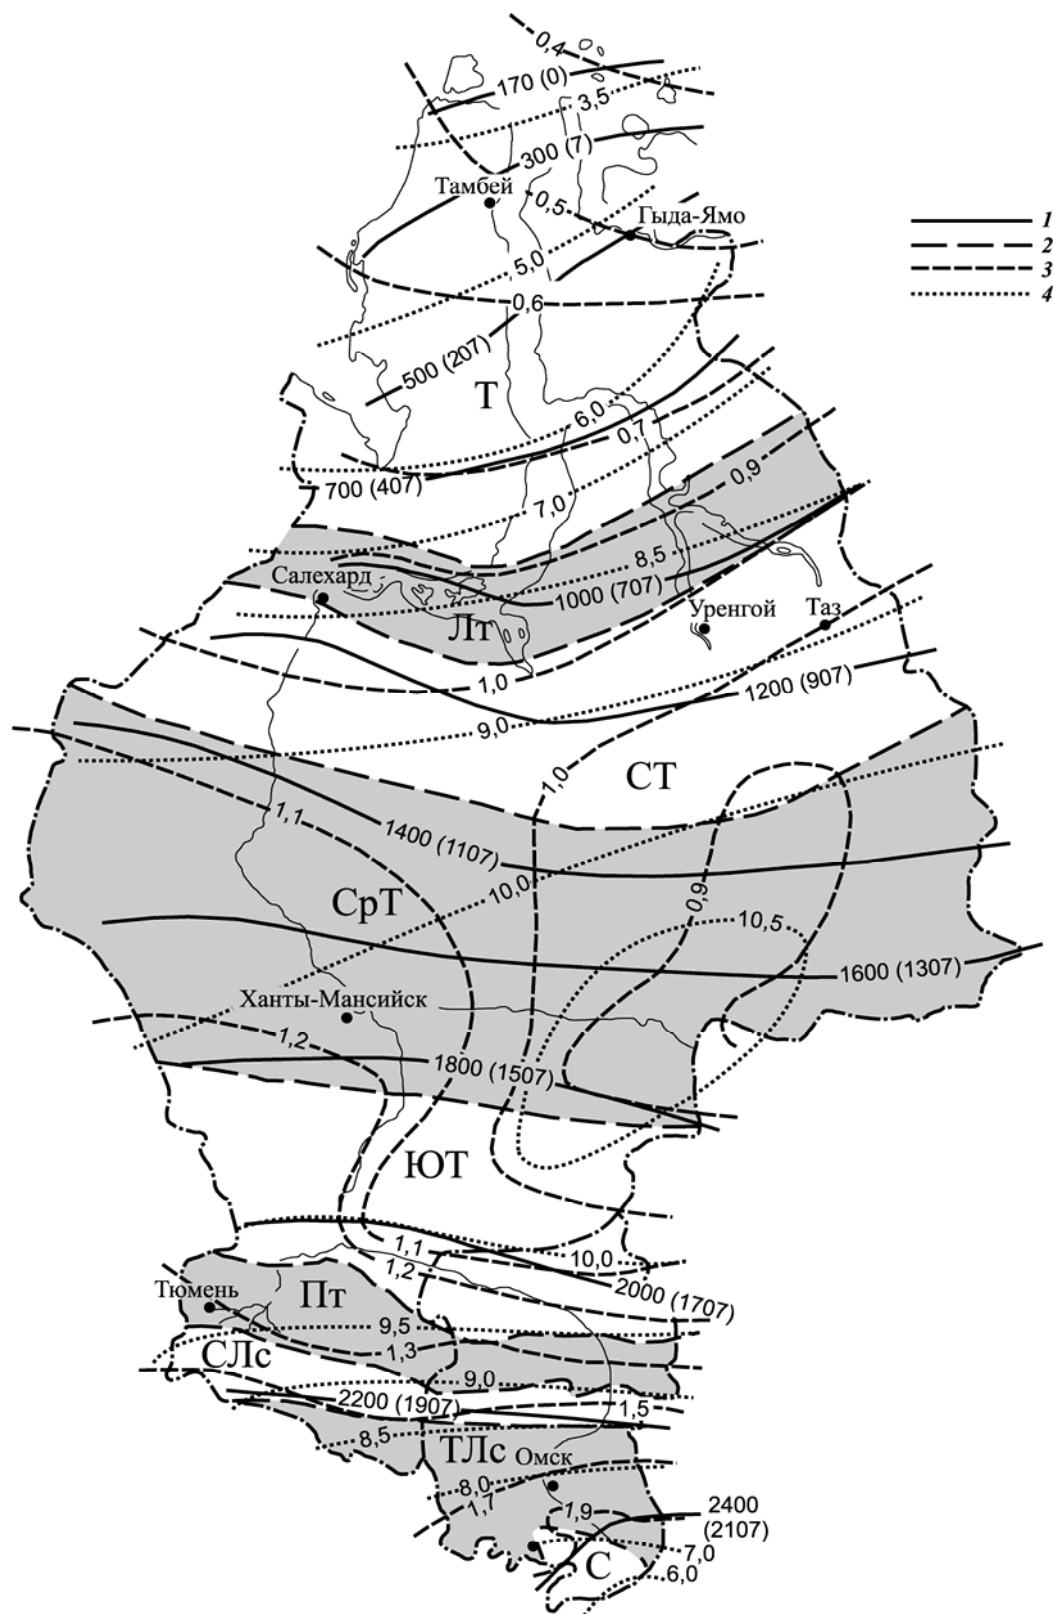 0,4
170 (0)
3,5
300 (7)
Тамбей
0,5
Гыда-Ямо
1
2
3
4
5,0
0,6
500 (207)
Т
6,0
0,7
700 (407)
0,9
7,0
8,5
Салехард
1000 (707)
Уренгой
Таз
Лт
1,0
1200 (907)
9,0
СТ
1,0
1,1
1400 (1107)
10,0
0,9
СрТ
10,5
1600 (1307)
Ханты-Мансийск
1,2
1800 (1507)
ЮТ
1,1
10,0
1,2
2000 (1707)
Тюмень
Пт
9,5
1,3
СЛс
9,0
2200 (1907)
1,5
8,5
ТЛс
Омск
8,0
1,7
1,9
2400
(2107)
7,0
С
6,0